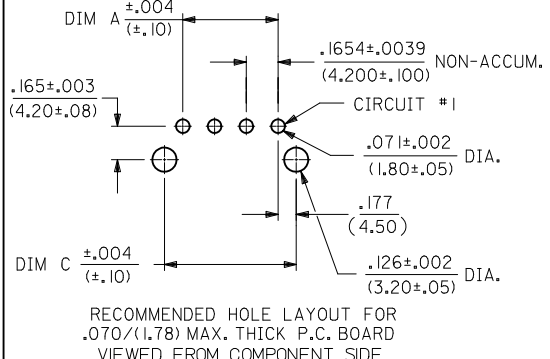 DIM A ±.004
(±.10)
.1654±.0039
(4.200±.100) NON-ACCUM.
.165±.003
(4.20±.08)
CIRCUIT #1
.071±.002
(1.80±.05) DIA.
.177
(4.50)
DIM C ±.004
(±.10)
.126±.002
(3.20±.05) DIA.
RECOMMENDED HOLE LAYOUT FOR
.070/(1.78) MAX. THICK P.C. BOARD
VIEWED FROM COMPONENT SIDE